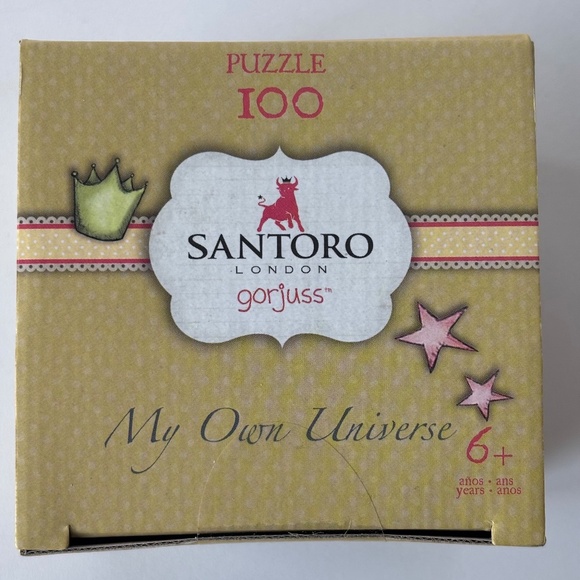 PUZZLE
100
SANTORO
LONDON
gorjuss™
My Own Universe
6+
años • ans
years • anos